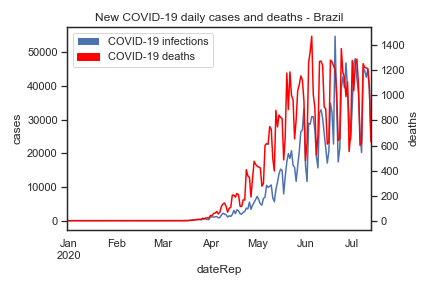 New COVID-19 daily cases and deaths - Brazil
COVID-19 infections
COVID-19 deaths
cases
50000
40000
30000
20000
10000
0
deaths
1400
1200
1000
800
600
400
200
0
Jan
2020
Feb
Mar
Apr
May
Jun
Jul
dateRep